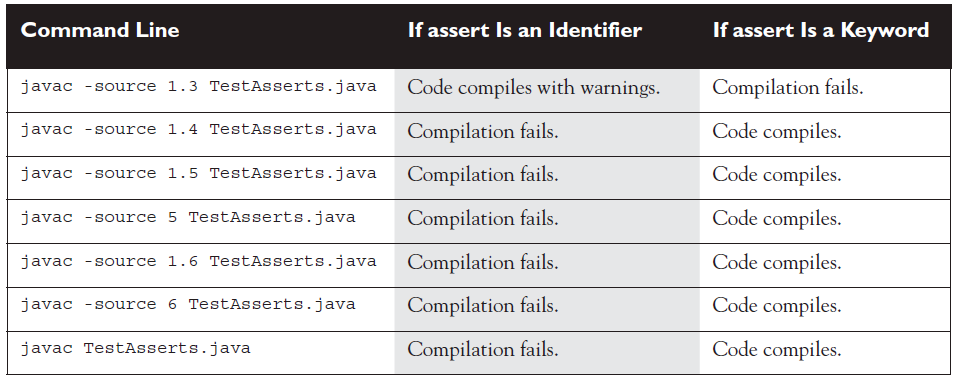 Command Line If assert Is an Identifier If assert Is a Keyword
javac -source 1.3 TestAsserts.java Code compiles with warnings. Compilation fails.
javac -source 1.4 TestAsserts.java Compilation fails. Code compiles.
javac -source 1.5 TestAsserts.java Compilation fails. Code compiles.
javac -source 5 TestAsserts.java Compilation fails. Code compiles.
javac -source 1.6 TestAsserts.java Compilation fails. Code compiles.
javac -source 6 TestAsserts.java Compilation fails. Code compiles.
javac TestAsserts.java Compilation fails. Code compiles.